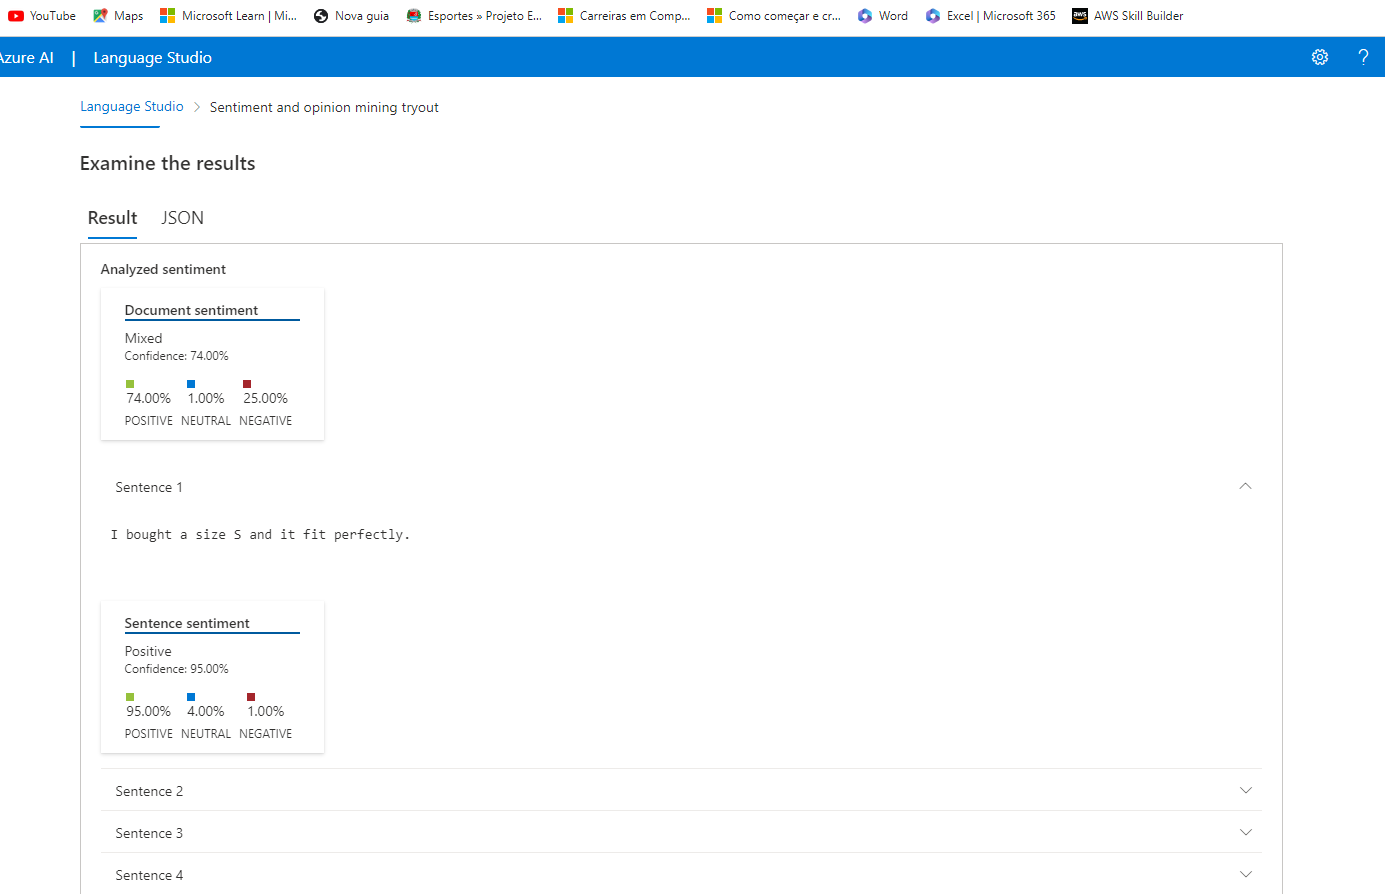 YouTube Maps Microsoft Learn | Mi... Nova guia Esportes » Projeto E... Carreiras em Comp... Como começar e cr... Word Excel | Microsoft 365 aws AWS Skill Builder
Azure AI | Language Studio ?
Language Studio > Sentiment and opinion mining tryout
Examine the results
Result JSON
Analyzed sentiment
Document sentiment
Mixed
Confidence: 74.00%
74.00% 1.00% 25.00%
POSITIVE NEUTRAL NEGATIVE
Sentence 1
I bought a size S and it fit perfectly.
Sentence sentiment
Positive
Confidence: 95.00%
95.00% 4.00% 1.00%
POSITIVE NEUTRAL NEGATIVE
Sentence 2
Sentence 3
Sentence 4